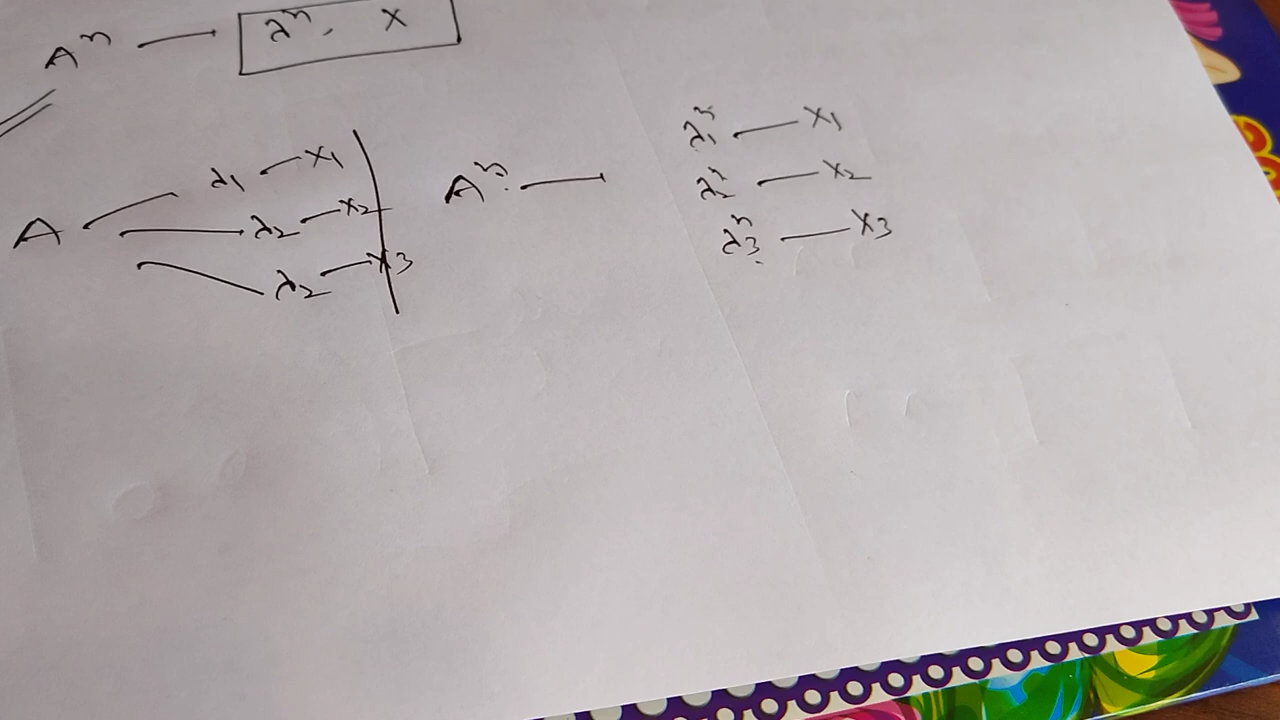 Aⁿ — λⁿ, X
λ₁ — X₁
A — λ₂ — X₂
λ₂ — X₃
Aⁿ —
λ₁ⁿ — X₁
λ₂ⁿ — X₂
λ₃ⁿ — X₃